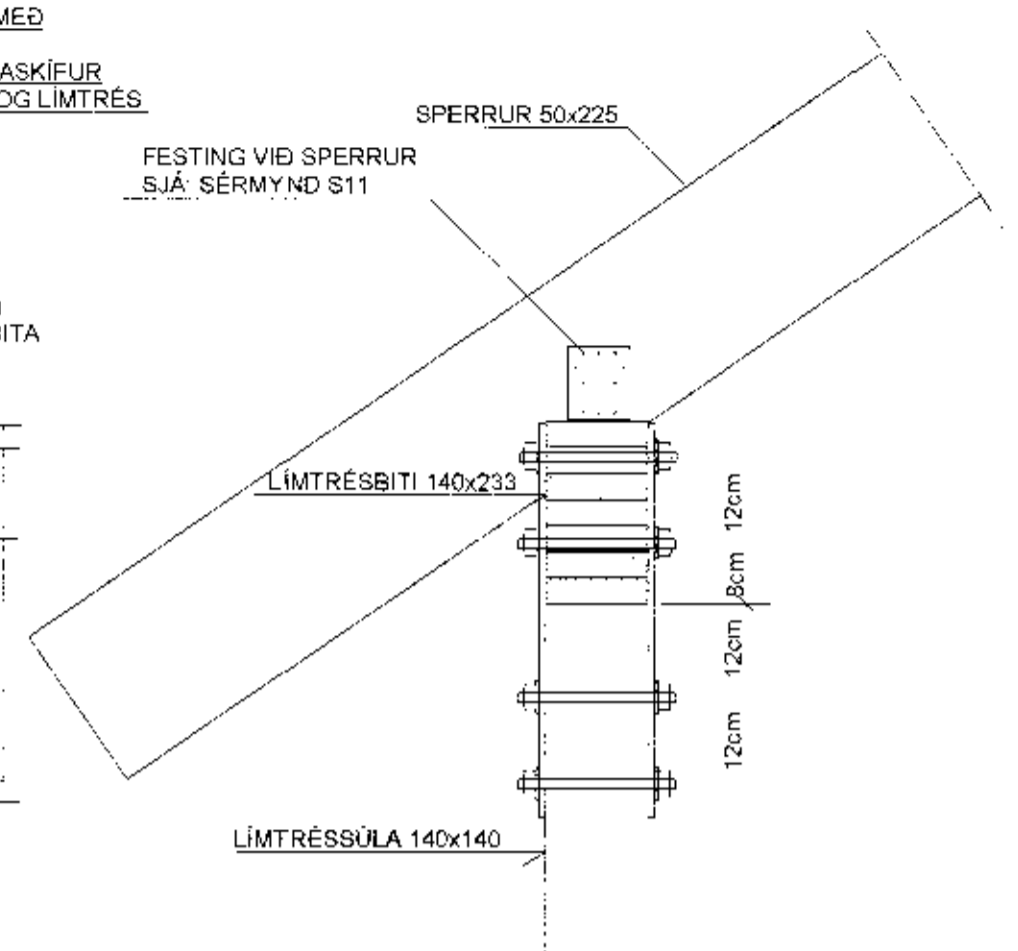 MEÐ
ASKÍFUR
OG LÍMTRÉS
SPERRUR 50x225
FESTING VIÐ SPERRUR
SJÁ: SÉRMYND S11
BITA
LÍMTRÉSBITI 140x233
12cm
8cm
12cm
12cm
LÍMTRÉSSÚLA 140x140